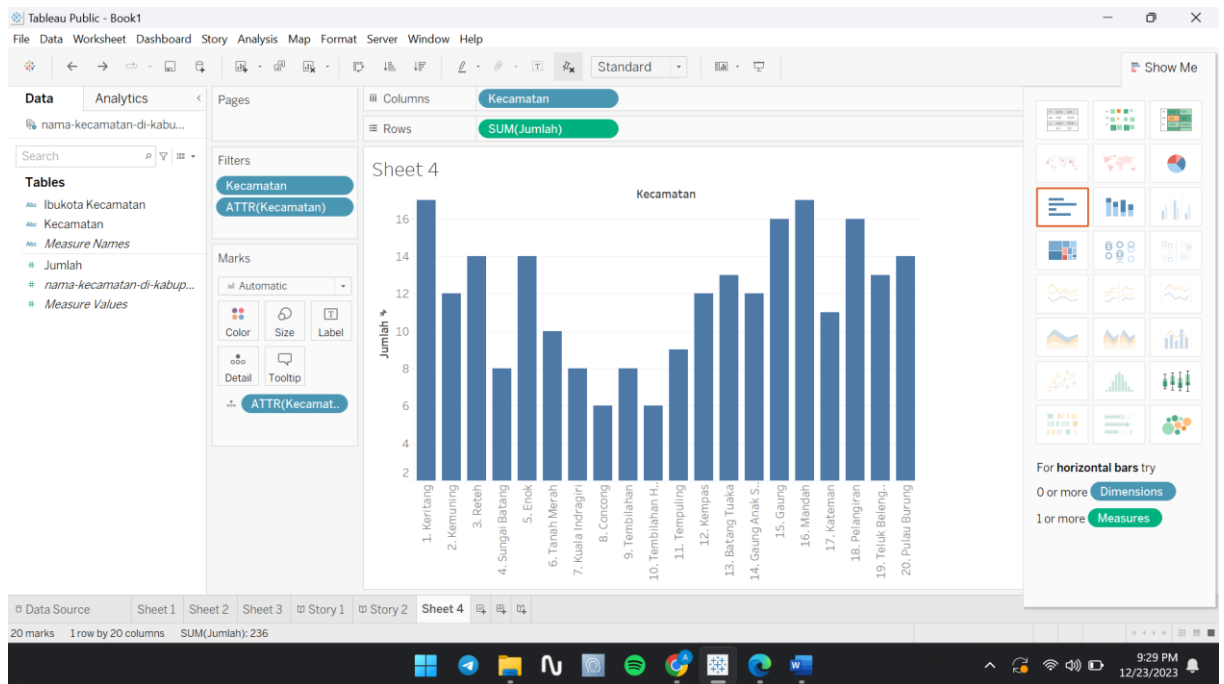 Tableau Public - Book1
File Data Worksheet Dashboard Story Analysis Map Format Server Window Help
Standard
Show Me
Data Analytics
nama-kecamatan-di-kabu...
Search
Tables
Abc Ibukota Kecamatan
Abc Kecamatan
Abc Measure Names
# Jumlah
# nama-kecamatan-di-kabup...
# Measure Values
Pages
Filters
Kecamatan
ATTR(Kecamatan)
Marks
Automatic
Color Size Label
Detail Tooltip
ATTR(Kecamat..
Columns Kecamatan
Rows SUM(Jumlah)
Sheet 4
Kecamatan
Jumlah
16
14
12
10
8
6
4
2
1. Keritang
2. Kemuning
3. Reteh
4. Sungai Batang
5. Enok
6. Tanah Merah
7. Kuala Indragiri
8. Concong
9. Tembilahan
10. Tembilahan H..
11. Tempuling
12. Kempas
13. Batang Tuaka
14. Gaung Anak S..
15. Gaung
16. Mandah
17. Kateman
18. Pelangiran
19. Teluk Beleng..
20. Pulau Burung
For horizontal bars try
0 or more Dimensions
1 or more Measures
Data Source Sheet 1 Sheet 2 Sheet 3 Story 1 Story 2 Sheet 4
20 marks 1 row by 20 columns SUM(Jumlah): 236
9:29 PM
12/23/2023